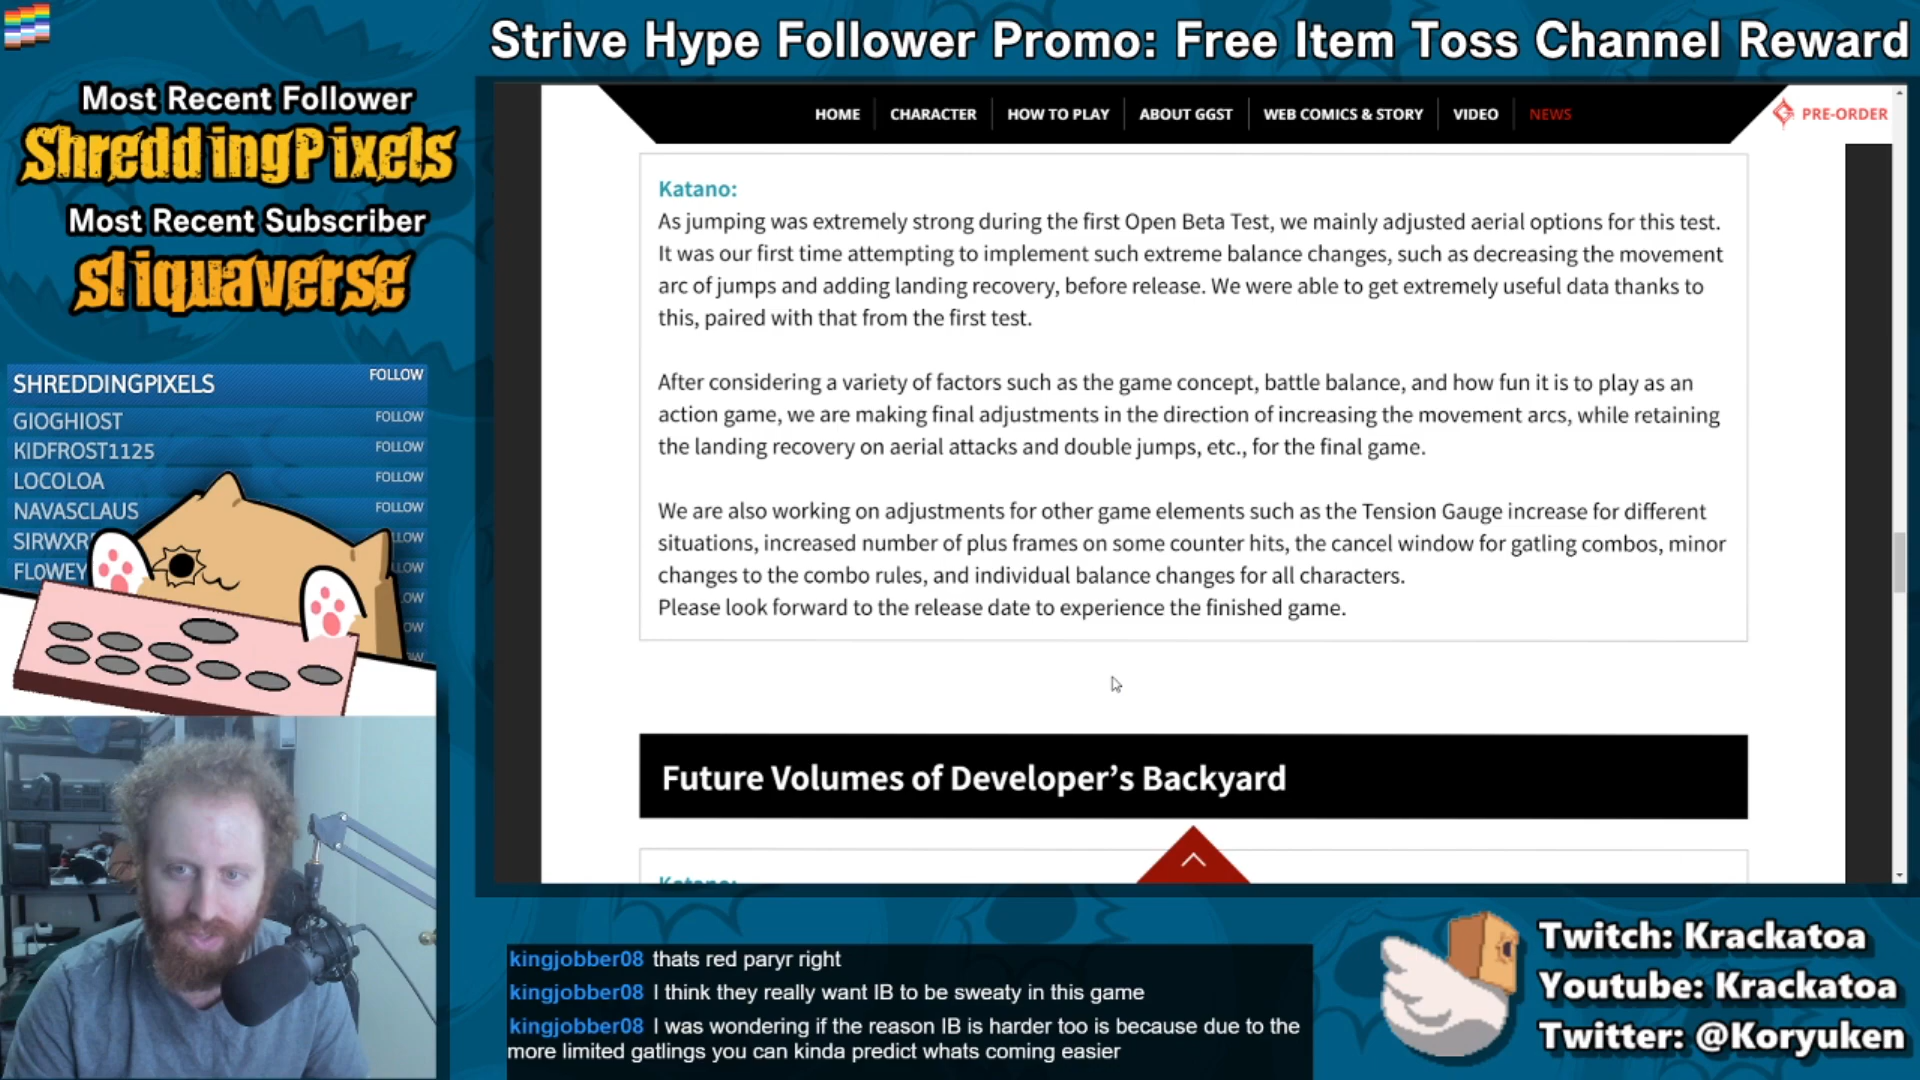 Strive Hype Follower Promo: Free Item Toss Channel Reward
Most Recent Follower
ShreddingPixels
Most Recent Subscriber
sliquaverse
SHREDDINGPIXELS FOLLOW
GIOGHIOST FOLLOW
KIDFROST1125 FOLLOW
LOCOLOA FOLLOW
NAVASCLAUS FOLLOW
HOME CHARACTER HOW TO PLAY ABOUT GGST WEB COMICS & STORY VIDEO NEWS PRE-ORDER
Katano:
As jumping was extremely strong during the first Open Beta Test, we mainly adjusted aerial options for this test.
It was our first time attempting to implement such extreme balance changes, such as decreasing the movement
arc of jumps and adding landing recovery, before release. We were able to get extremely useful data thanks to
this, paired with that from the first test.
After considering a variety of factors such as the game concept, battle balance, and how fun it is to play as an
action game, we are making final adjustments in the direction of increasing the movement arcs, while retaining
the landing recovery on aerial attacks and double jumps, etc., for the final game.
We are also working on adjustments for other game elements such as the Tension Gauge increase for different
situations, increased number of plus frames on some counter hits, the cancel window for gatling combos, minor
changes to the combo rules, and individual balance changes for all characters.
Please look forward to the release date to experience the finished game.
Future Volumes of Developer's Backyard
kingjobber08 thats red paryr right
kingjobber08 I think they really want IB to be sweaty in this game
kingjobber08 I was wondering if the reason IB is harder too is because due to the
more limited gatlings you can kinda predict whats coming easier
Twitch: Krackatoa
Youtube: Krackatoa
Twitter: @Koryuken